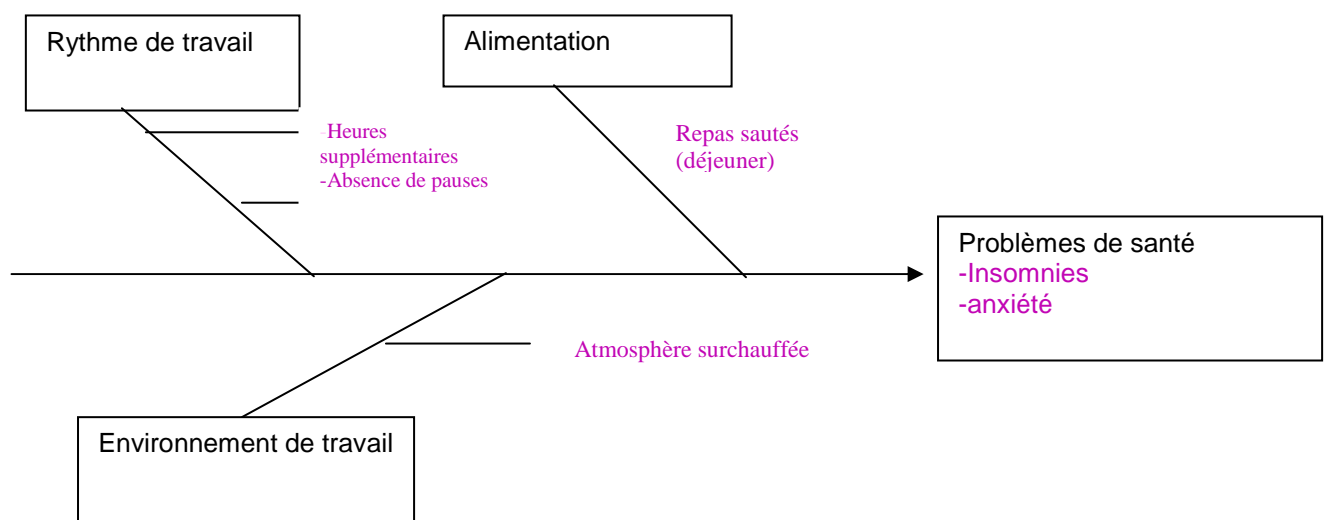 Rythme de travail
Alimentation
-Heures
supplémentaires
-Absence de pauses
Repas sautés
(déjeuner)
Problèmes de santé
-Insomnies
-anxiété
Atmosphère surchauffée
Environnement de travail